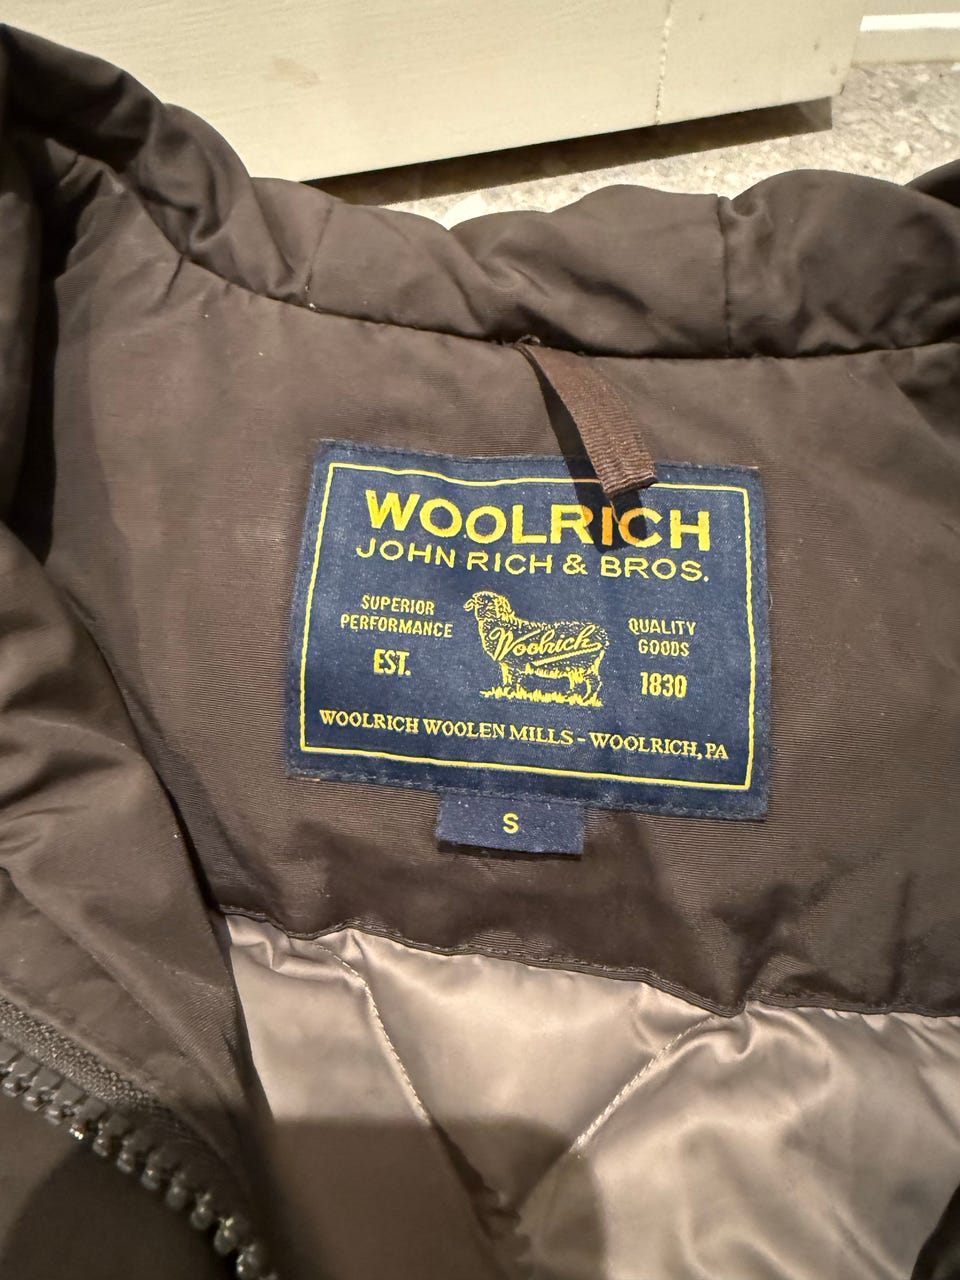 WOOLRICH
JOHN RICH & BROS.
SUPERIOR
PERFORMANCE
EST.
Woolrich
QUALITY
GOODS
1830
WOOLRICH WOOLEN MILLS - WOOLRICH, PA
S